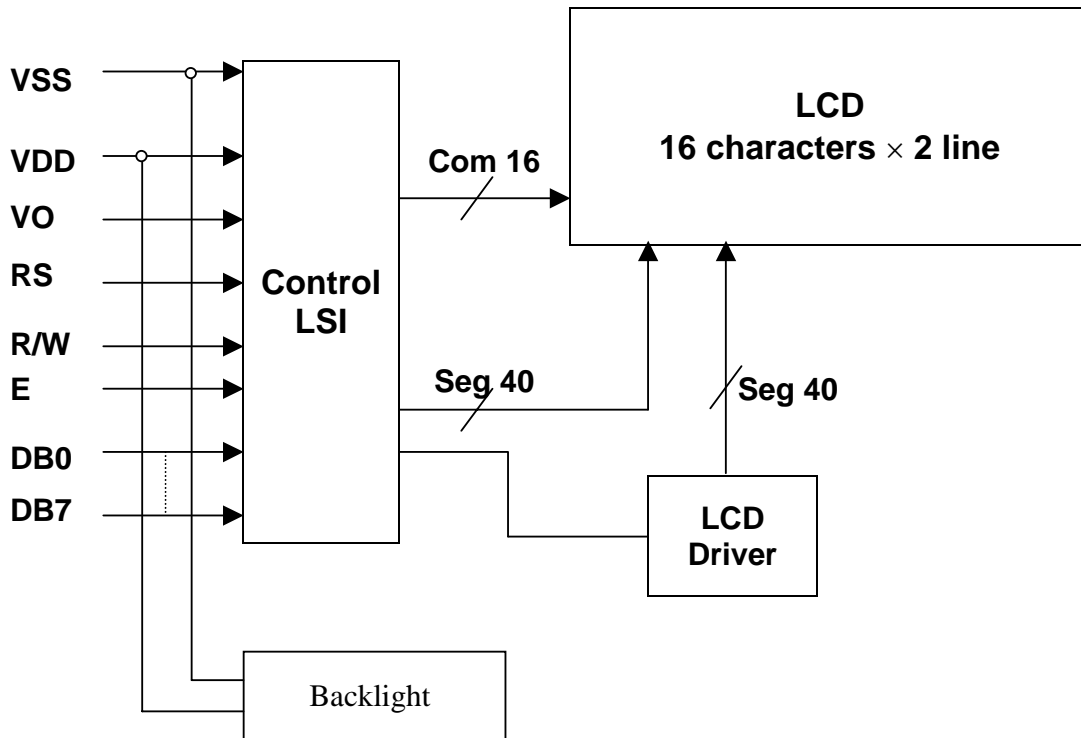 VSS
VDD
VO
RS
R/W
E
DB0
DB7
Control
LSI
Com 16
Seg 40
LCD
16 characters × 2 line
Seg 40
LCD
Driver
Backlight